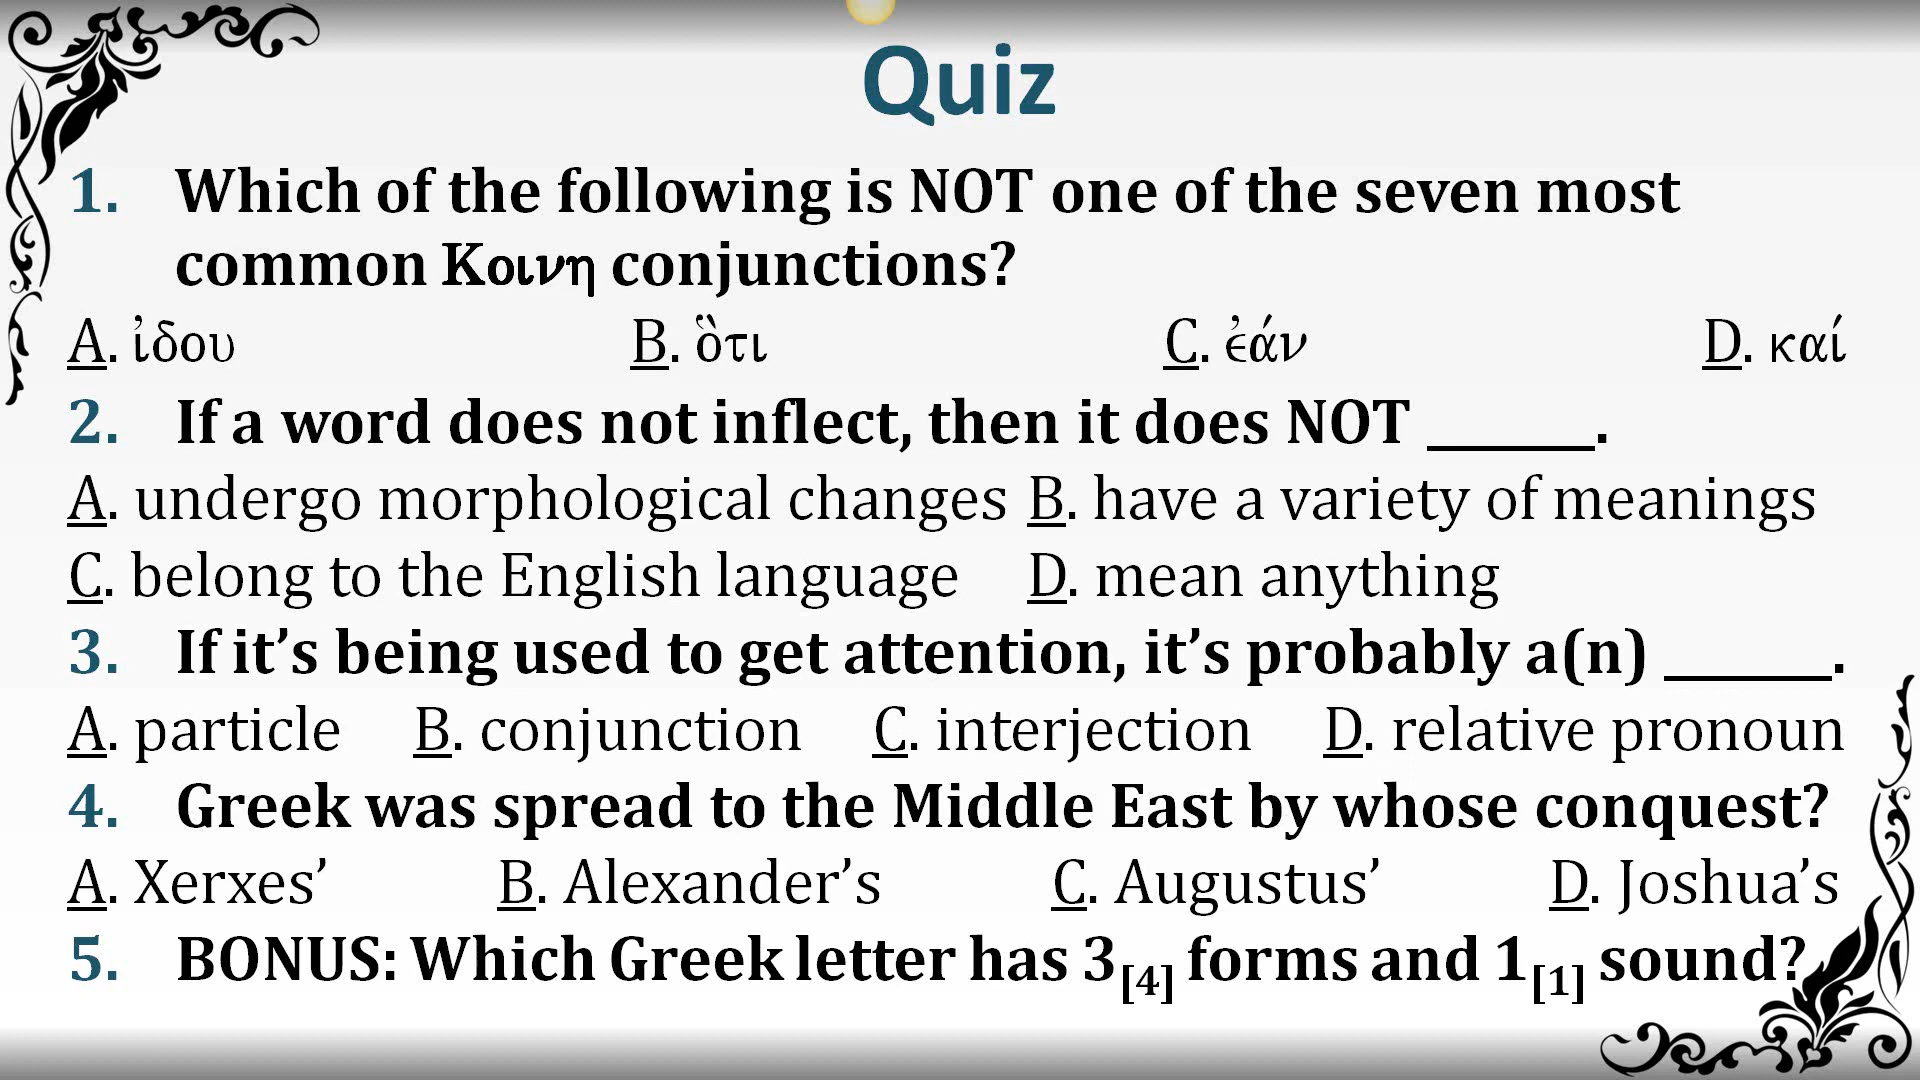 Quiz
1. Which of the following is NOT one of the seven most
common Κοινη conjunctions?
A. ἰδου B. ὂτι C. ἐάν D. καί
2. If a word does not inflect, then it does NOT ______.
A. undergo morphological changes B. have a variety of meanings
C. belong to the English language D. mean anything
3. If it’s being used to get attention, it’s probably a(n) ______.
A. particle B. conjunction C. interjection D. relative pronoun
4. Greek was spread to the Middle East by whose conquest?
A. Xerxes’ B. Alexander’s C. Augustus’ D. Joshua’s
5. BONUS: Which Greek letter has 3[4] forms and 1[1] sound?